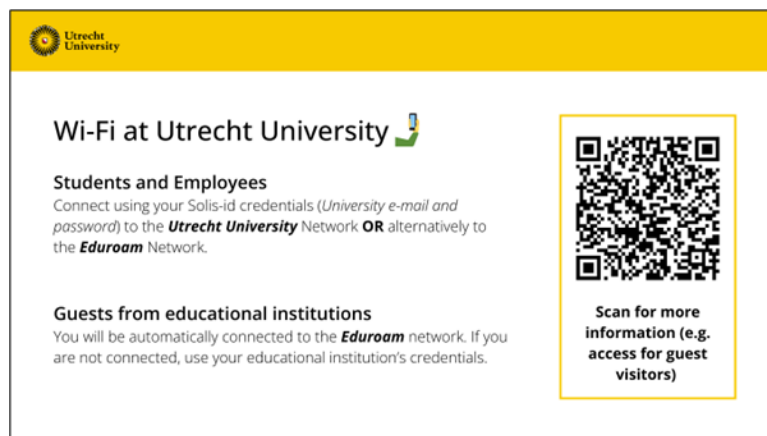 Utrecht
University
Wi-Fi at Utrecht University
Students and Employees
Connect using your Solis-id credentials (University e-mail and
password) to the Utrecht University Network OR alternatively to
the Eduroam Network.
Guests from educational institutions
You will be automatically connected to the Eduroam network. If you
are not connected, use your educational institution's credentials.
Scan for more
information (e.g.
access for guest
visitors)